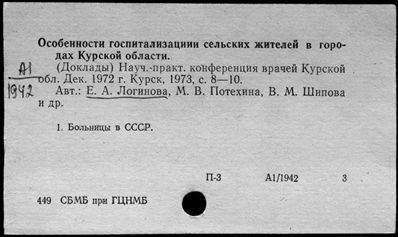 Особенности госпитализациии сельских жителей в горо-
дах Курской области.
(Доклады) Науч.-практ. конференция врачей Курской
обл. Дек. 1972 г. Курск, 1973, с. 8—10.
А1
1942
Авт.: Е. А. Логинова, М. В. Потехина, В. М. Шипова
и др.
1. Больницы в СССР.
П-3 А1/1942 3
449 СБМБ при ГЦНМБ